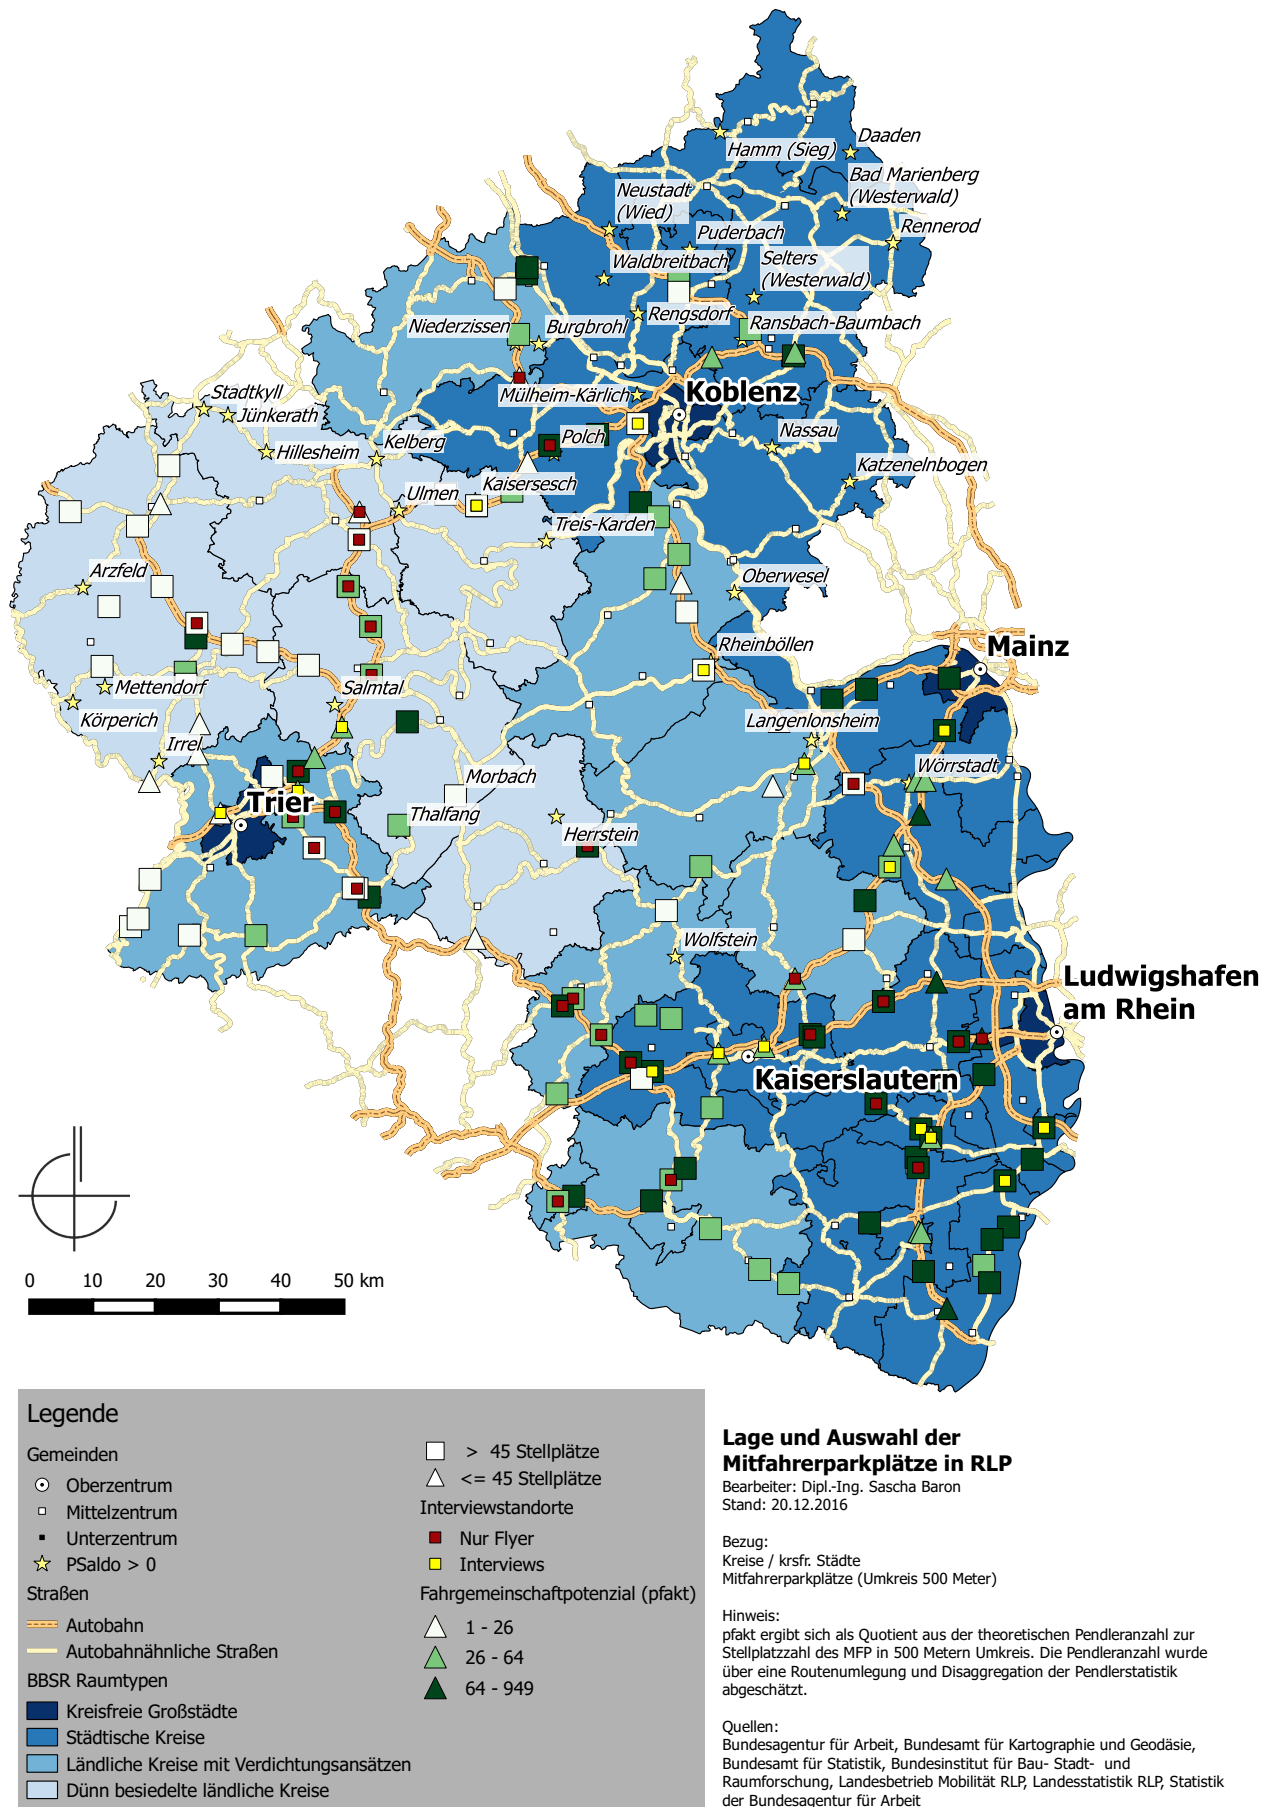 Daaden
Hamm (Sieg)
Bad Marienberg
(Westerwald)
Neustadt
(Wied)
Rennerod
Puderbach
Waldbreitbach
Selters
(Westerwald)
Rengsdorf
Niederzissen
Burgbrohl
Ransbach-Baumbach
Stadtkyll
Jünkerath
Mülheim-Kärlich
Koblenz
Hillesheim
Kelberg
Polch
Nassau
Katzenelnbogen
Ulmen
Kaisersesch
Treis-Karden
Arzfeld
Oberwesel
Rheinböllen
Mainz
Mettendorf
Salmtal
Körperich
Langenlonsheim
Irrel
Wörrstadt
Morbach
Trier
Thalfang
Herrstein
Wolfstein
Ludwigshafen
am Rhein
Kaiserslautern
0 10 20 30 40 50 km
Legende
Gemeinden
Oberzentrum
Mittelzentrum
Unterzentrum
PSaldo > 0
Straßen
Autobahn
Autobahnähnliche Straßen
BBSR Raumtypen
Kreisfreie Großstädte
Städtische Kreise
Ländliche Kreise mit Verdichtungsansätzen
Dünn besiedelte ländliche Kreise
> 45 Stellplätze
<= 45 Stellplätze
Interviewstandorte
Nur Flyer
Interviews
Fahrgemeinschaftpotenzial (pfakt)
1 - 26
26 - 64
64 - 949
Lage und Auswahl der
Mitfahrerparkplätze in RLP
Bearbeiter: Dipl.-Ing. Sascha Baron
Stand: 20.12.2016
Bezug:
Kreise / krsfr. Städte
Mitfahrerparkplätze (Umkreis 500 Meter)
Hinweis:
pfakt ergibt sich als Quotient aus der theoretischen Pendleranzahl zur
Stellplatzzahl des MFP in 500 Metern Umkreis. Die Pendleranzahl wurde
über eine Routenumlegung und Disaggregation der Pendlerstatistik
abgeschätzt.
Quellen:
Bundesagentur für Arbeit, Bundesamt für Kartographie und Geodäsie,
Bundesamt für Statistik, Bundesinstitut für Bau- Stadt- und
Raumforschung, Landesbetrieb Mobilität RLP, Landesstatistik RLP, Statistik
der Bundesagentur für Arbeit